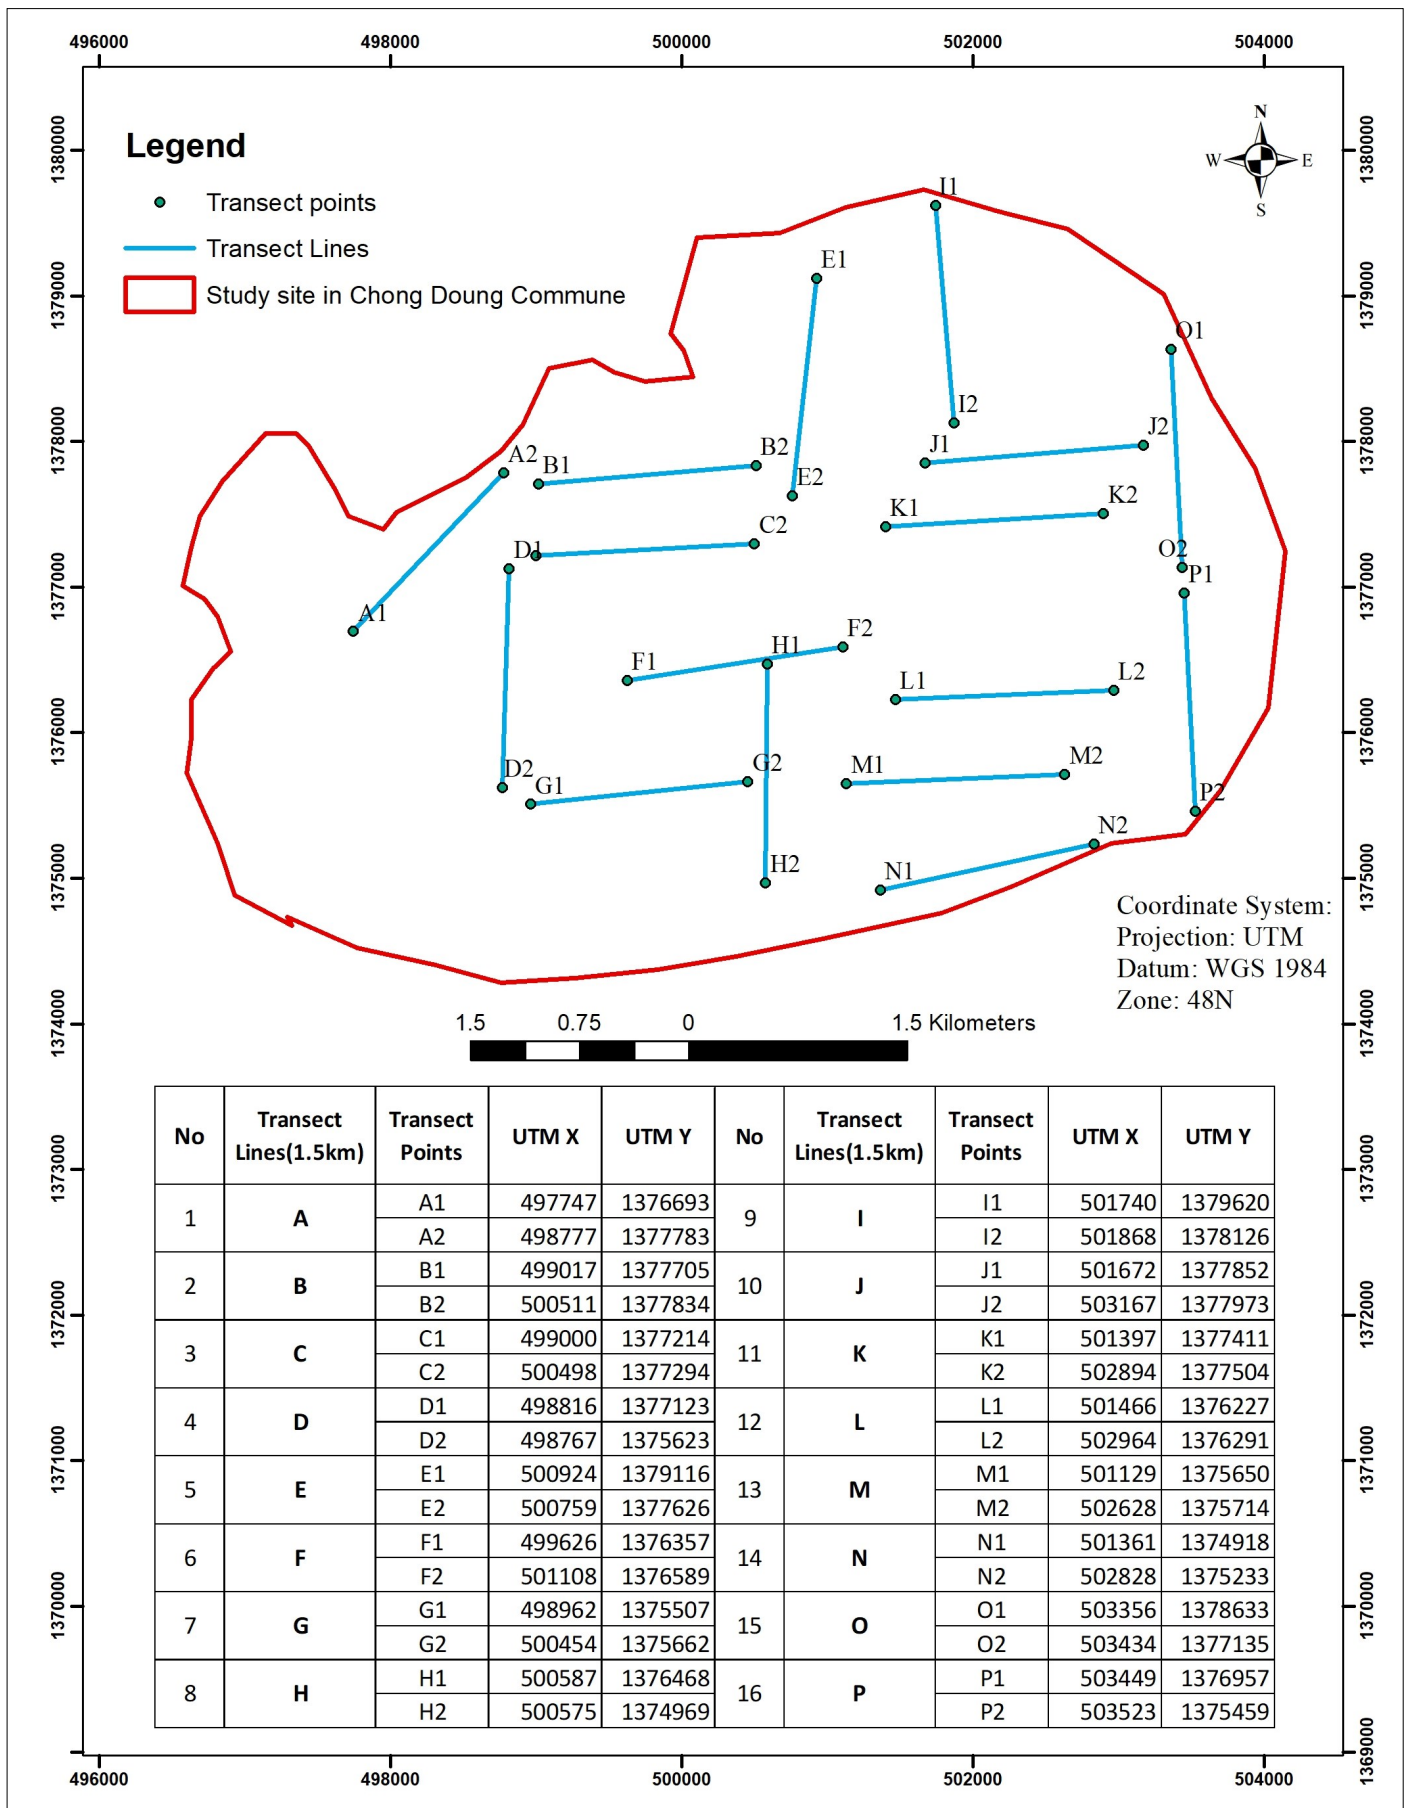 496000 498000 500000 502000 504000
1380000 1379000 1378000 1377000 1376000 1375000 1374000 1373000 1372000 1371000 1370000
1380000 1379000 1378000 1377000 1376000 1375000 1374000 1373000 1372000 1371000 1370000 1369000
Legend
Transect points
Transect Lines
Study site in Chong Doung Commune
N
W E
S
I1
E1
O1
I2
J2
B2 J1
A2 B1
E2
K2
K1
C2
D1
O2
P1
A1
F2
H1
F1
L2
L1
G2 M2
D2 M1
G1
P2
N2
H2
N1
Coordinate System:
Projection: UTM
Datum: WGS 1984
Zone: 48N
1.5 0.75 0 1.5 Kilometers
No Transect Lines(1.5km) Transect Points UTM X UTM Y No Transect Lines(1.5km) Transect Points UTM X UTM Y
1 A A1 497747 1376693 9 I I1 501740 1379620
A2 498777 1377783 I2 501868 1378126
2 B B1 499017 1377705 10 J J1 501672 1377852
B2 500511 1377834 J2 503167 1377973
3 C C1 499000 1377214 11 K K1 501397 1377411
C2 500498 1377294 K2 502894 1377504
4 D D1 498816 1377123 12 L L1 501466 1376227
D2 498767 1375623 L2 502964 1376291
5 E E1 500924 1379116 13 M M1 501129 1375650
E2 500759 1377626 M2 502628 1375714
6 F F1 499626 1376357 14 N N1 501361 1374918
F2 501108 1376589 N2 502828 1375233
7 G G1 498962 1375507 15 O O1 503356 1378633
G2 500454 1375662 O2 503434 1377135
8 H H1 500587 1376468 16 P P1 503449 1376957
H2 500575 1374969 P2 503523 1375459
496000 498000 500000 502000 504000